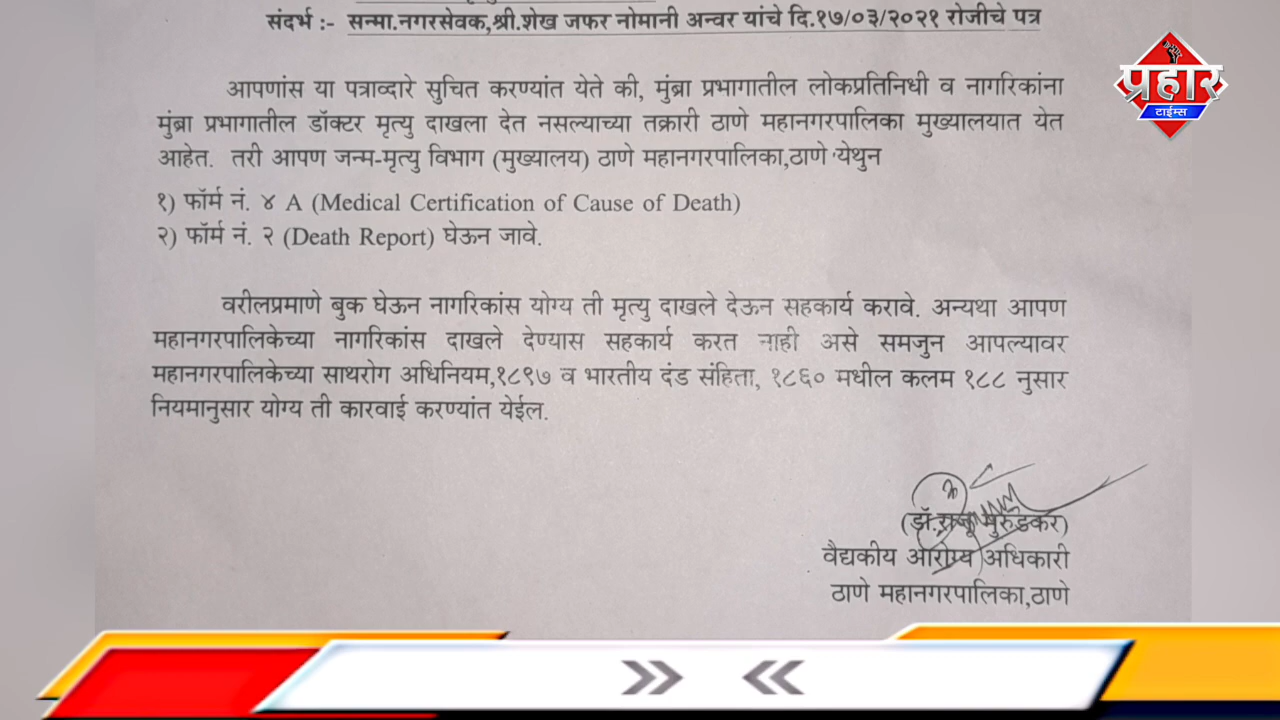 संदर्भ :- सन्मा.नगरसेवक,श्री.शेख जफर नोमानी अन्वर यांचे दि.१७/०३/२०२१ रोजीचे पत्र
प्रहार
टाईम्स
आपणांस या पत्राव्दारे सुचित करण्यांत येते की, मुंब्रा प्रभागातील लोकप्रतिनिधी व नागरिकांना
मुंब्रा प्रभागातील डॉक्टर मृत्यु दाखला देत नसल्याच्या तक्रारी ठाणे महानगरपालिका मुख्यालयात येत
आहेत. तरी आपण जन्म-मृत्यु विभाग (मुख्यालय) ठाणे महानगरपालिका,ठाणे येथुन
१) फॉर्म नं. ४ A (Medical Certification of Cause of Death)
२) फॉर्म नं. २ (Death Report) घेऊन जावे.
वरीलप्रमाणे बुक घेऊन नागरिकांस योग्य ती मृत्यु दाखले देऊन सहकार्य करावे. अन्यथा आपण
महानगरपालिकेच्या नागरिकांस दाखले देण्यास सहकार्य करत नाही असे समजुन आपल्यावर
महानगरपालिकेच्या साथरोग अधिनियम,१८९७ व भारतीय दंड संहिता, १८६० मधील कलम १८८ नुसार
नियमानुसार योग्य ती कारवाई करण्यांत येईल.
(डॉ.राजू मुरुडकर)
वैद्यकीय आरोग्य अधिकारी
ठाणे महानगरपालिका,ठाणे